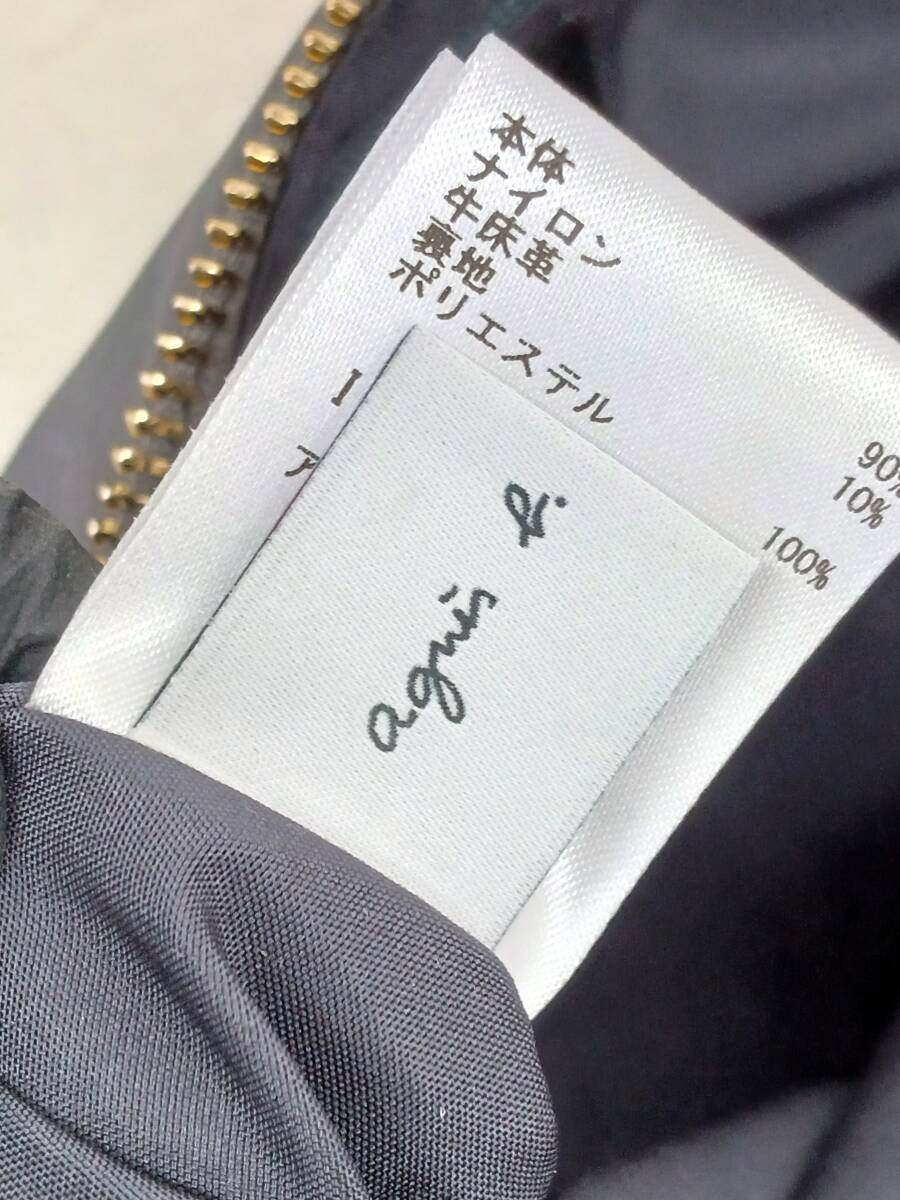 本体
ナイロン 90%
牛床革 10%
裏地
ポリエステル 100%
agnès b.